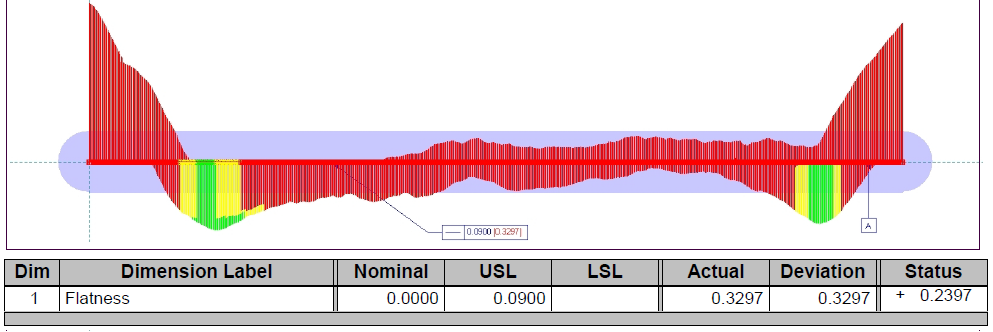 — 0.0900 [0.3297]
A
Dim Dimension Label Nominal USL LSL Actual Deviation Status
1 Flatness 0.0000 0.0900 0.3297 0.3297 + 0.2397